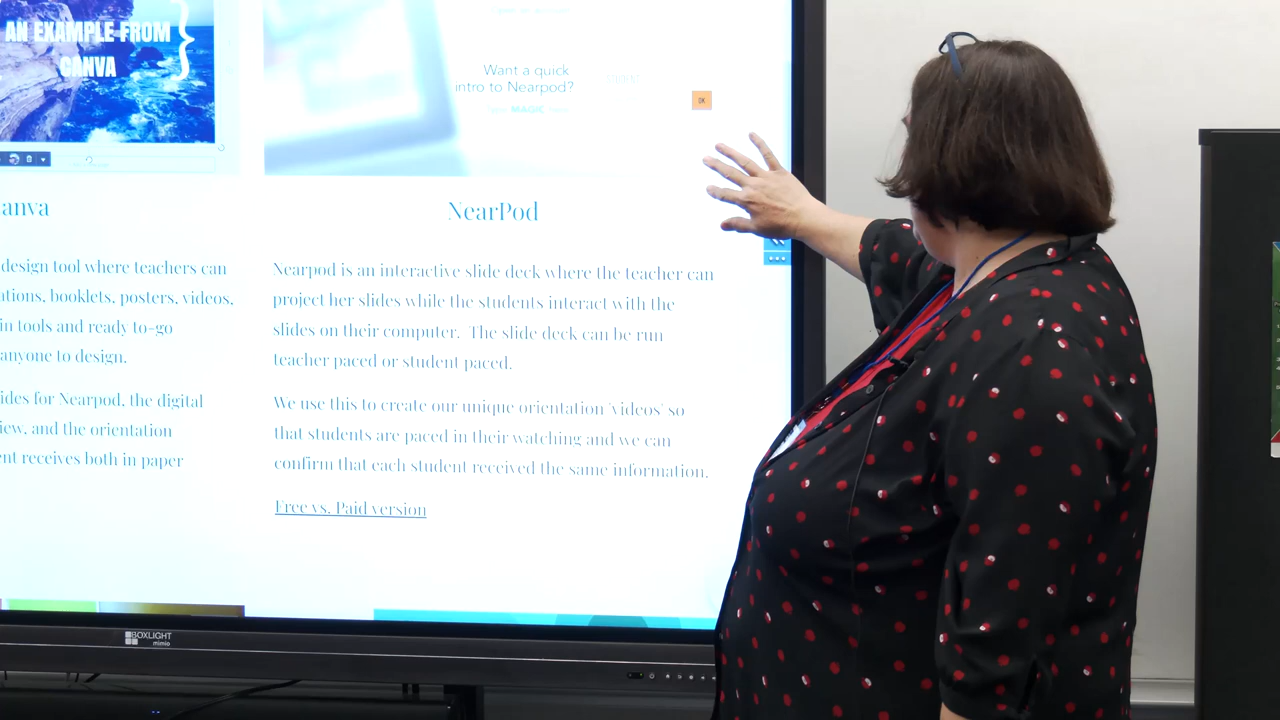 AN EXAMPLE FROM
CANVA
Want a quick
intro to Nearpod?
MAGIC
STUDENT
OK
anva
NearPod
design tool where teachers can
ations, booklets, posters, videos,
in tools and ready to-go
anyone to design.
ides for Nearpod, the digital
iew, and the orientation
ent receives both in paper
Nearpod is an interactive slide deck where the teacher can
project her slides while the students interact with the
slides on their computer. The slide deck can be run
teacher paced or student paced.
We use this to create our unique orientation 'videos' so
that students are paced in their watching and we can
confirm that each student received the same information.
Free vs. Paid version
BOXLIGHT
mimio